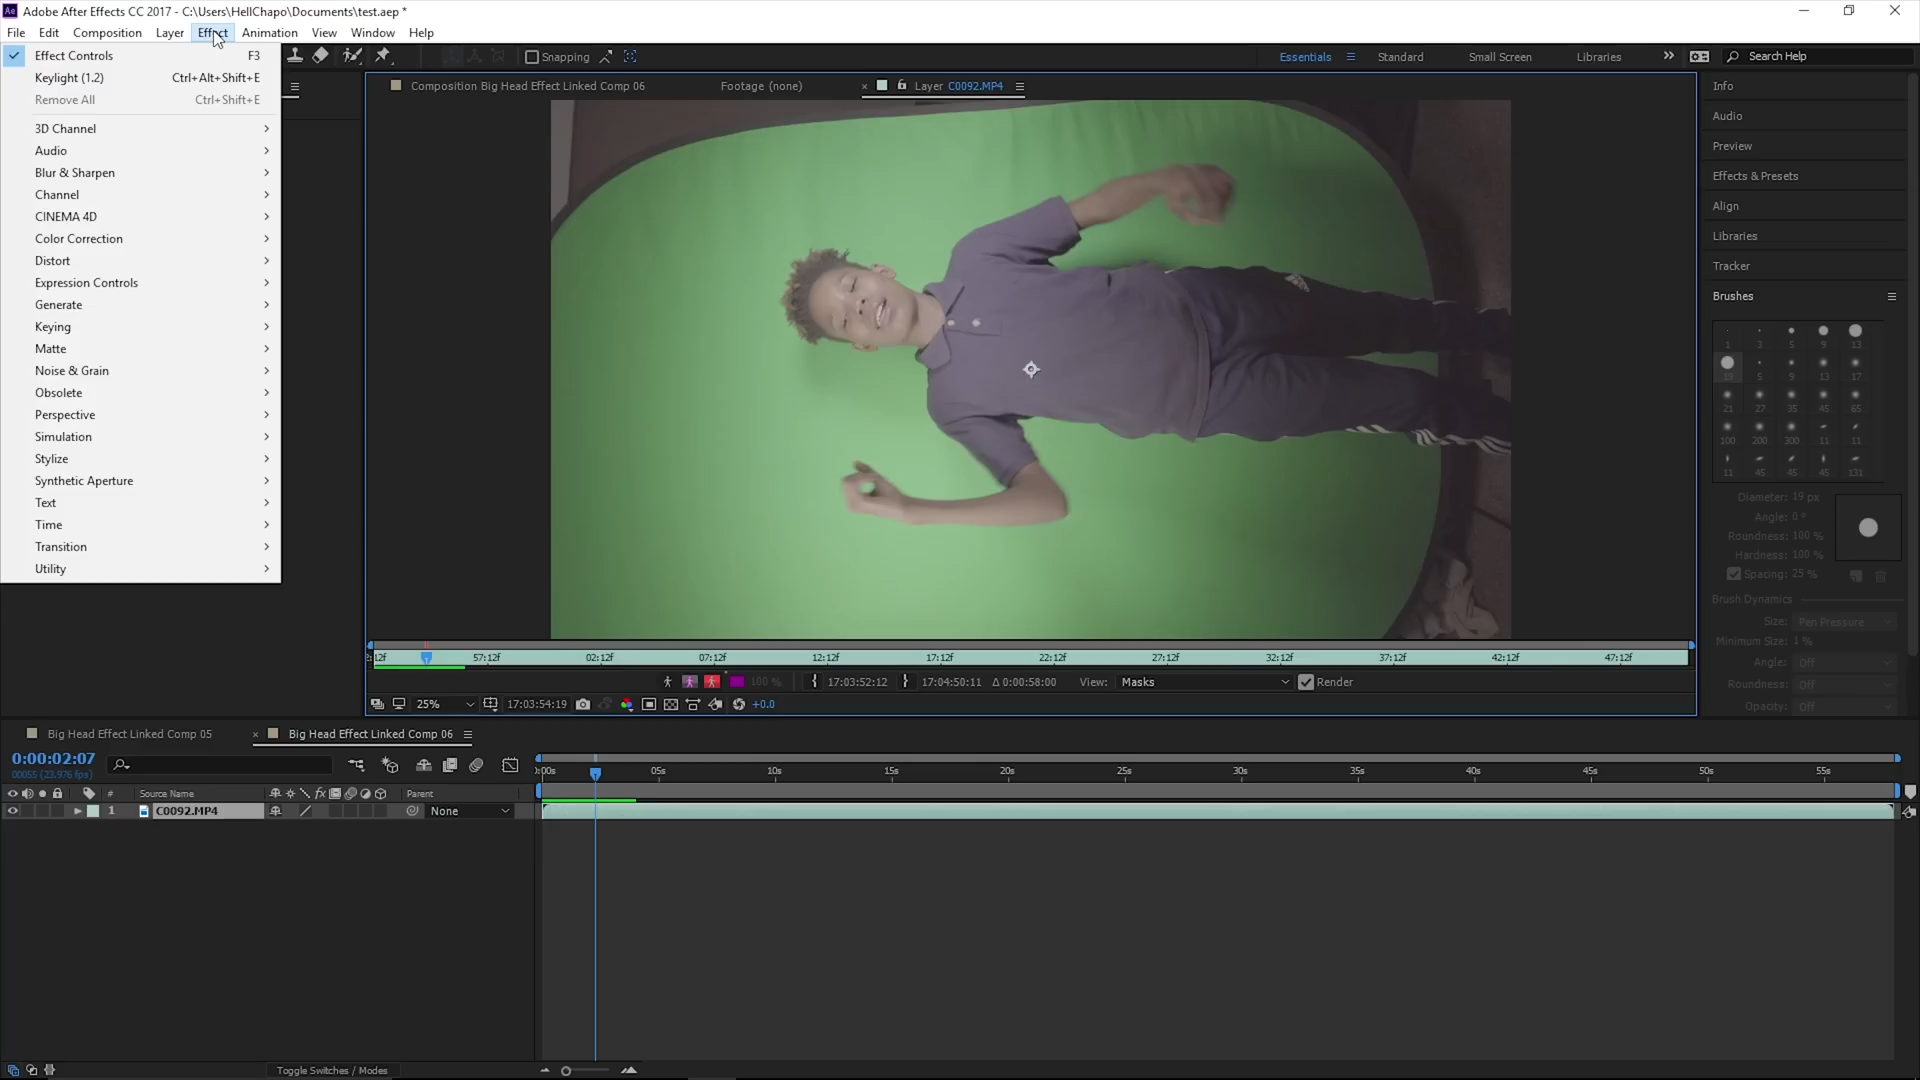 Adobe After Effects CC 2017 - C:\Users\HellChapo\Documents\test.aep *
File Edit Composition Layer Effect Animation View Window Help
Effect Controls F3
Keylight (1.2) Ctrl+Alt+Shift+E
Remove All Ctrl+Shift+E
3D Channel
Audio
Blur & Sharpen
Channel
CINEMA 4D
Color Correction
Distort
Expression Controls
Generate
Keying
Matte
Noise & Grain
Obsolete
Perspective
Simulation
Stylize
Synthetic Aperture
Text
Time
Transition
Utility
Snapping
Essentials Standard Small Screen Libraries Search Help
Composition Big Head Effect Linked Comp 06 Footage (none) Layer C0092.MP4
Info
Audio
Preview
Effects & Presets
Align
Libraries
Tracker
Brushes
1 3 5 9 13
19 5 9 13 17
21 27 35 45 65
100 200 300 11 11
11 45 45 45 131
Diameter: 19 px
Angle: 0 °
Roundness: 100 %
Hardness: 100 %
Spacing: 25 %
Brush Dynamics
Size: Pen Pressure
Minimum Size: 1 %
Angle: Off
Roundness: Off
Opacity: Off
57:12f 02:12f 07:12f 12:12f 17:12f 22:12f 27:12f 32:12f 37:12f 42:12f 47:12f
100 % 17:03:52:12 17:04:50:11 Δ 0:00:58:00 View: Masks Render
25% 17:03:54:19 +0.0
Big Head Effect Linked Comp 05 Big Head Effect Linked Comp 06
0:00:02:07
00055 (23.976 fps)
:00s 05s 10s 15s 20s 25s 30s 35s 40s 45s 50s 55s
# Source Name Parent
1 C0092.MP4 None
Toggle Switches / Modes